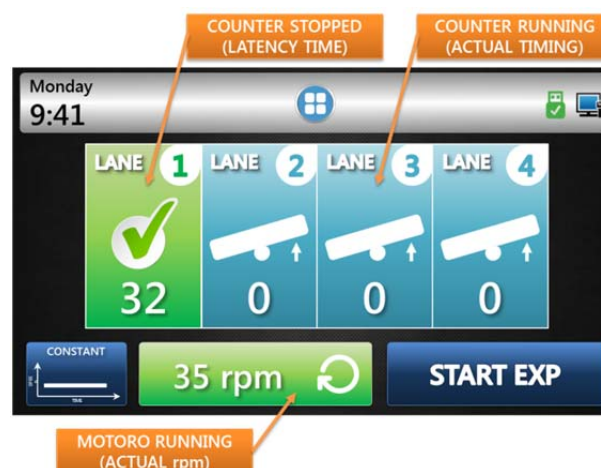 COUNTER STOPPED
(LATENCY TIME)
COUNTER RUNNING
(ACTUAL TIMING)
Monday
9:41
LANE 1
LANE 2
LANE 3
LANE 4
32
0
0
0
CONSTANT
TIME
35 rpm
START EXP
MOTORO RUNNING
(ACTUAL rpm)